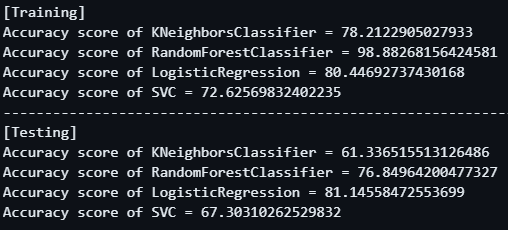 [Training]
Accuracy score of KNeighborsClassifier = 78.2122905027933
Accuracy score of RandomForestClassifier = 98.88268156424581
Accuracy score of LogisticRegression = 80.44692737430168
Accuracy score of SVC = 72.62569832402235
----------------------------------------------------------------
[Testing]
Accuracy score of KNeighborsClassifier = 61.336515513126486
Accuracy score of RandomForestClassifier = 76.84964200477327
Accuracy score of LogisticRegression = 81.14558472553699
Accuracy score of SVC = 67.30310262529832